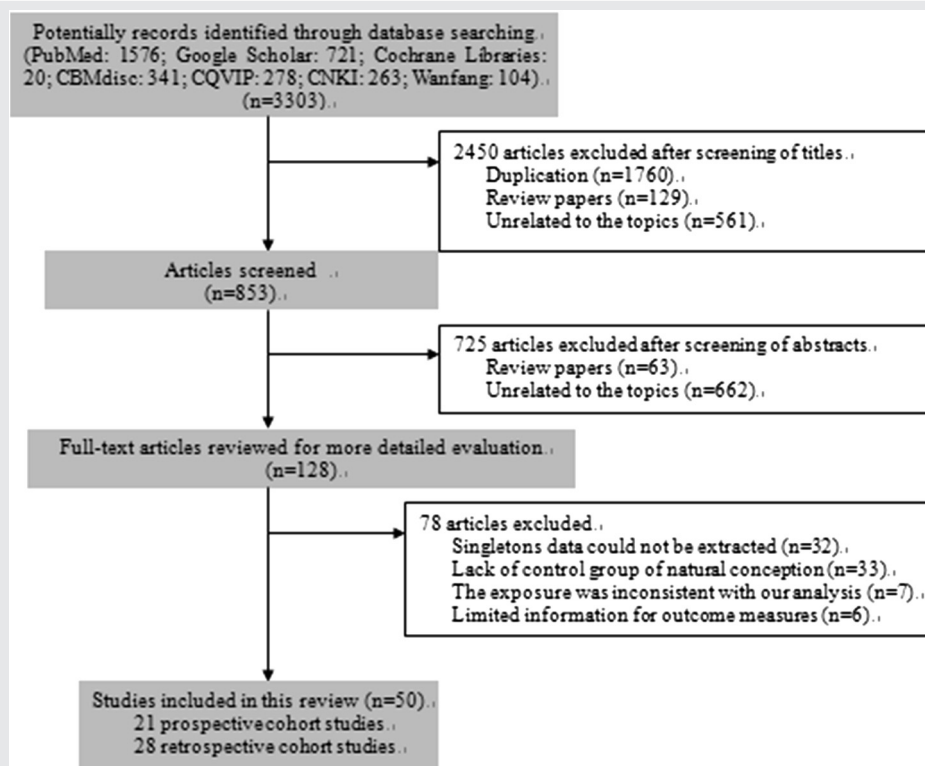 Potentially records identified through database searching.
(PubMed: 1576; Google Scholar: 721; Cochrane Libraries:
20; CBMdisc: 341; CQVIP: 278; CNKI: 263; Wanfang: 104).
(n=3303).
2450 articles excluded after screening of titles.
Duplication (n=1760).
Review papers (n=129).
Unrelated to the topics (n=561).
Articles screened .
(n=853).
725 articles excluded after screening of abstracts.
Review papers (n=63).
Unrelated to the topics (n=662).
Full-text articles reviewed for more detailed evaluation.
(n=128).
78 articles excluded.
Singletons data could not be extracted (n=32).
Lack of control group of natural conception (n=33).
The exposure was inconsistent with our analysis (n=7).
Limited information for outcome measures (n=6).
Studies included in this review (n=50).
21 prospective cohort studies.
28 retrospective cohort studies.